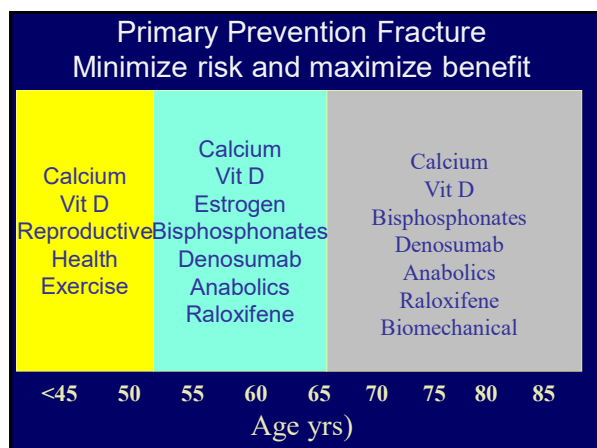 Primary Prevention Fracture
Minimize risk and maximize benefit
Calcium
Vit D
Reproductive
Health
Exercise
Calcium
Vit D
Estrogen
Bisphosphonates
Denosumab
Anabolics
Raloxifene
Calcium
Vit D
Bisphosphonates
Denosumab
Anabolics
Raloxifene
Biomechanical
<45 50 55 60 65 70 75 80 85
Age yrs)